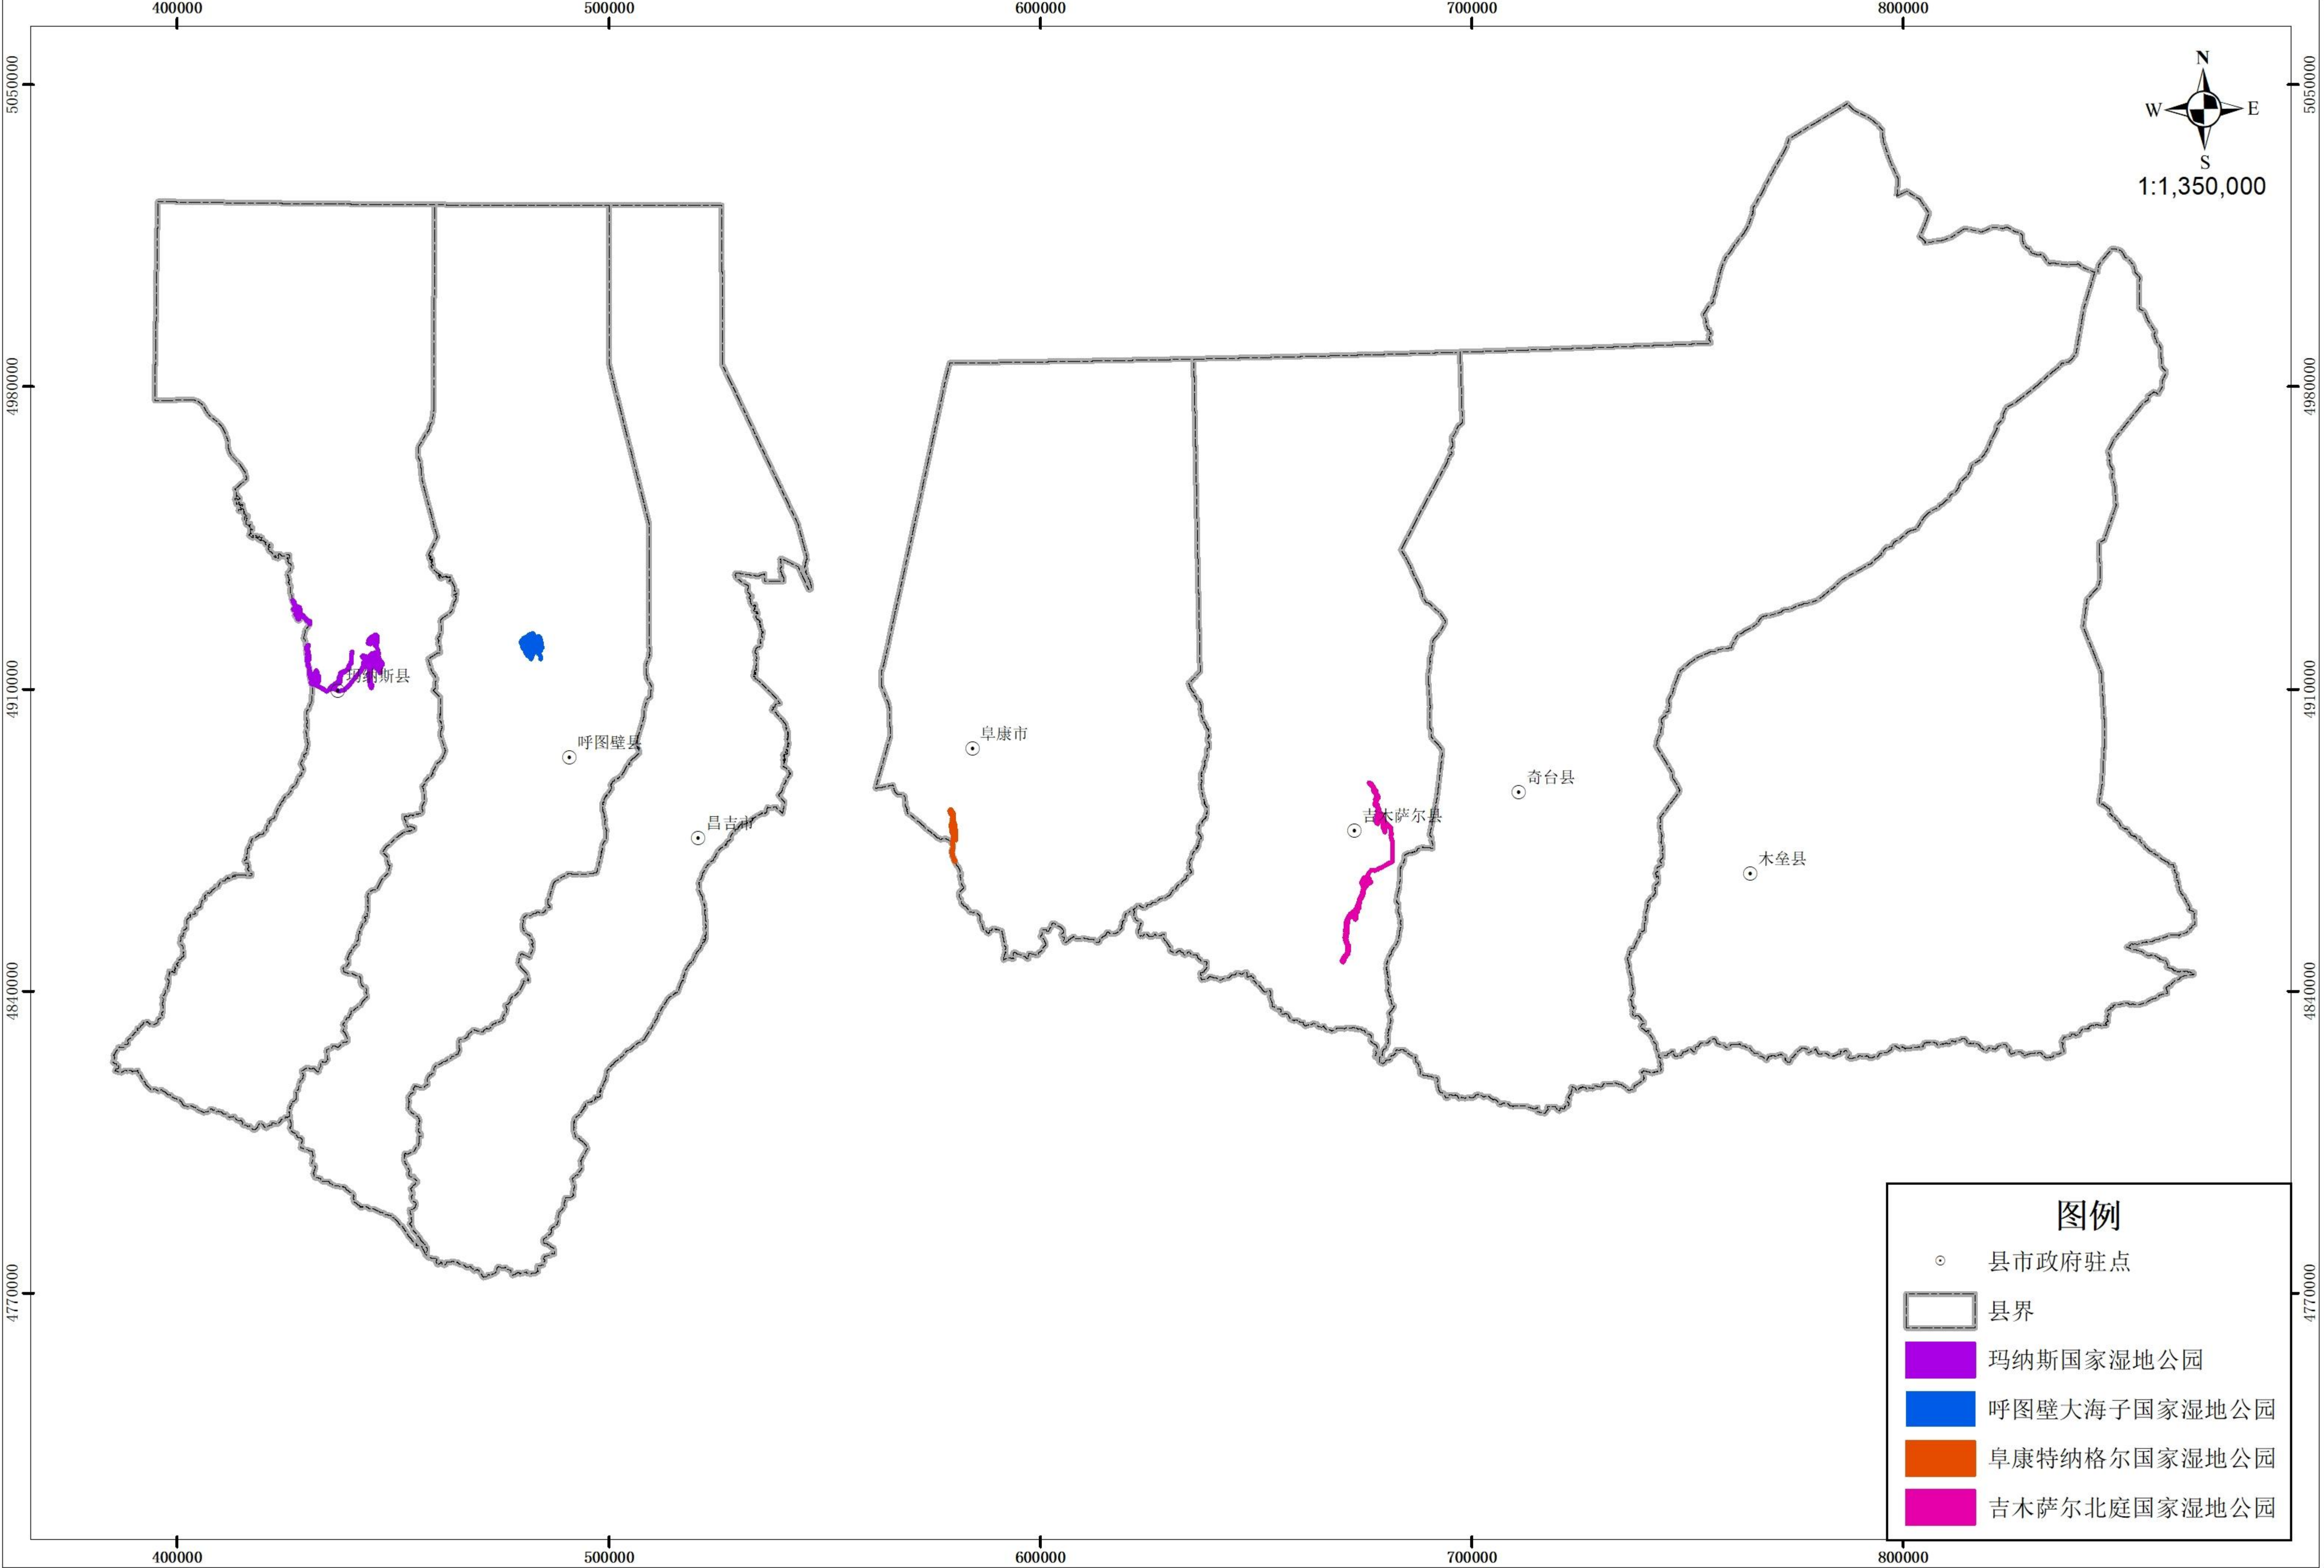 400000
500000
600000
700000
800000
5050000
5050000
N
W
E
S
1:1,350,000
4980000
4980000
4910000
4910000
玛纳斯县
呼图壁县
阜康市
奇台县
昌吉市
吉木萨尔县
木垒县
4840000
4840000
4770000
4770000
图例
县市政府驻点
县界
玛纳斯国家湿地公园
呼图壁大海子国家湿地公园
阜康特纳格尔国家湿地公园
吉木萨尔北庭国家湿地公园
400000
500000
600000
700000
800000